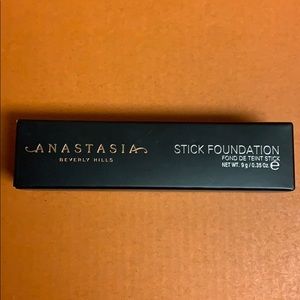 ANASTASIA
BEVERLY HILLS
STICK FOUNDATION
FOND DE TEINT STICK
NET WT. 9 g / 0.35 Oz. ℮